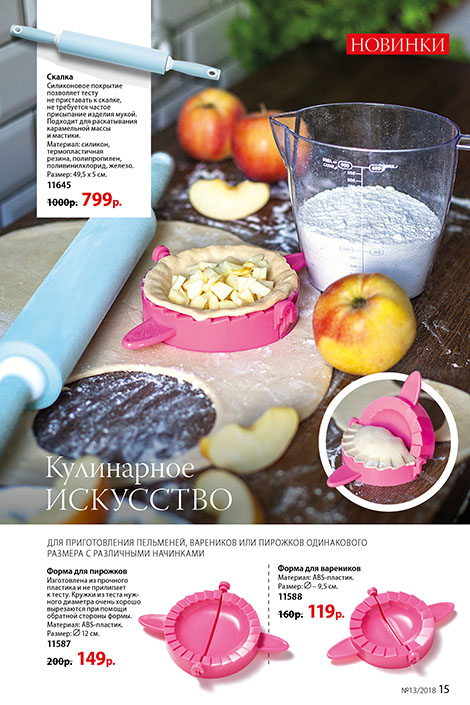 НОВИНКИ
Скалка
Силиконовое покрытие
позволяет тесту
не приставать к скалке,
не требуется частое
присыпание изделия мукой.
Подходит для раскатывания
карамельной массы
и мастики.
Материал: силикон,
термопластичная
резина, полипропилен,
поливинилхлорид, железо.
Размер: 49,5 х 5 см.
11645
1000р. 799р.
Кулинарное
ИСКУССТВО
ДЛЯ ПРИГОТОВЛЕНИЯ ПЕЛЬМЕНЕЙ, ВАРЕНИКОВ ИЛИ ПИРОЖКОВ ОДИНАКОВОГО
РАЗМЕРА С РАЗЛИЧНЫМИ НАЧИНКАМИ
Форма для пирожков
Изготовлена из прочного
пластика и не прилипает
к тесту. Кружки из теста нуж-
ного диаметра очень хорошо
вырезаются при помощи
обратной стороны формы.
Материал: ABS-пластик.
Размер: ∅ 12 см.
11587
200р. 149р.
Форма для вареников
Материал: ABS-пластик.
Размер: ∅ – 9,5 см.
11588
160р. 119р.
№13/2018 15